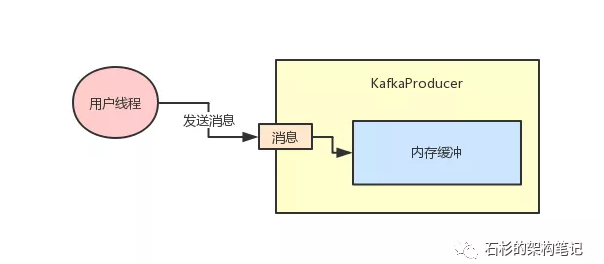 KafkaProducer
用户线程
发送消息
消息
内存缓冲
石杉的架构笔记